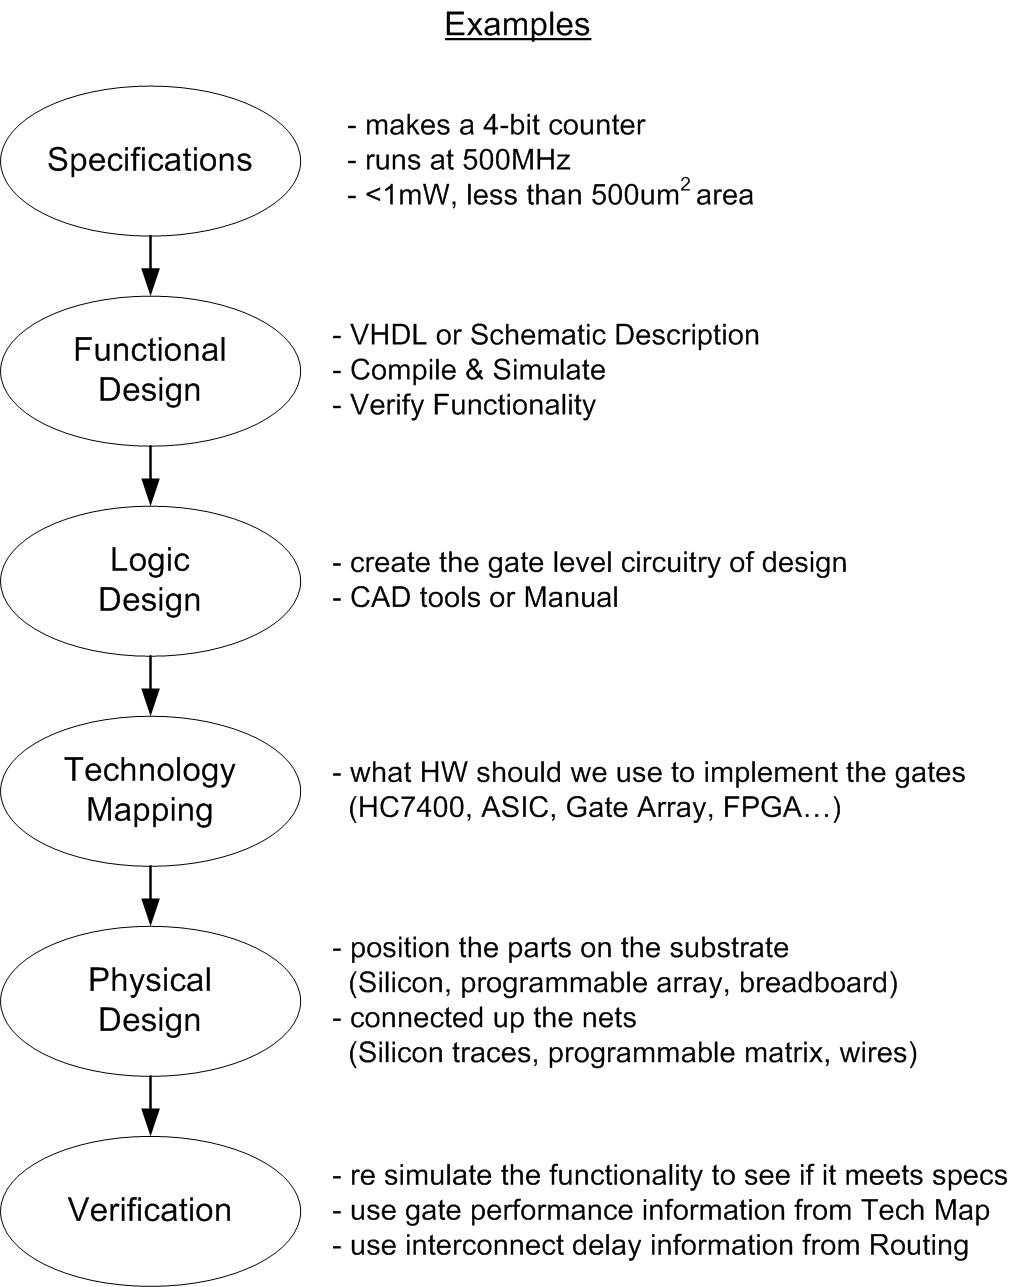 Examples
Specifications
- makes a 4-bit counter
- runs at 500MHz
- <1mW, less than 500um² area
Functional
Design
- VHDL or Schematic Description
- Compile & Simulate
- Verify Functionality
Logic
Design
- create the gate level circuitry of design
- CAD tools or Manual
Technology
Mapping
- what HW should we use to implement the gates
(HC7400, ASIC, Gate Array, FPGA…)
Physical
Design
- position the parts on the substrate
(Silicon, programmable array, breadboard)
- connected up the nets
(Silicon traces, programmable matrix, wires)
Verification
- re simulate the functionality to see if it meets specs
- use gate performance information from Tech Map
- use interconnect delay information from Routing